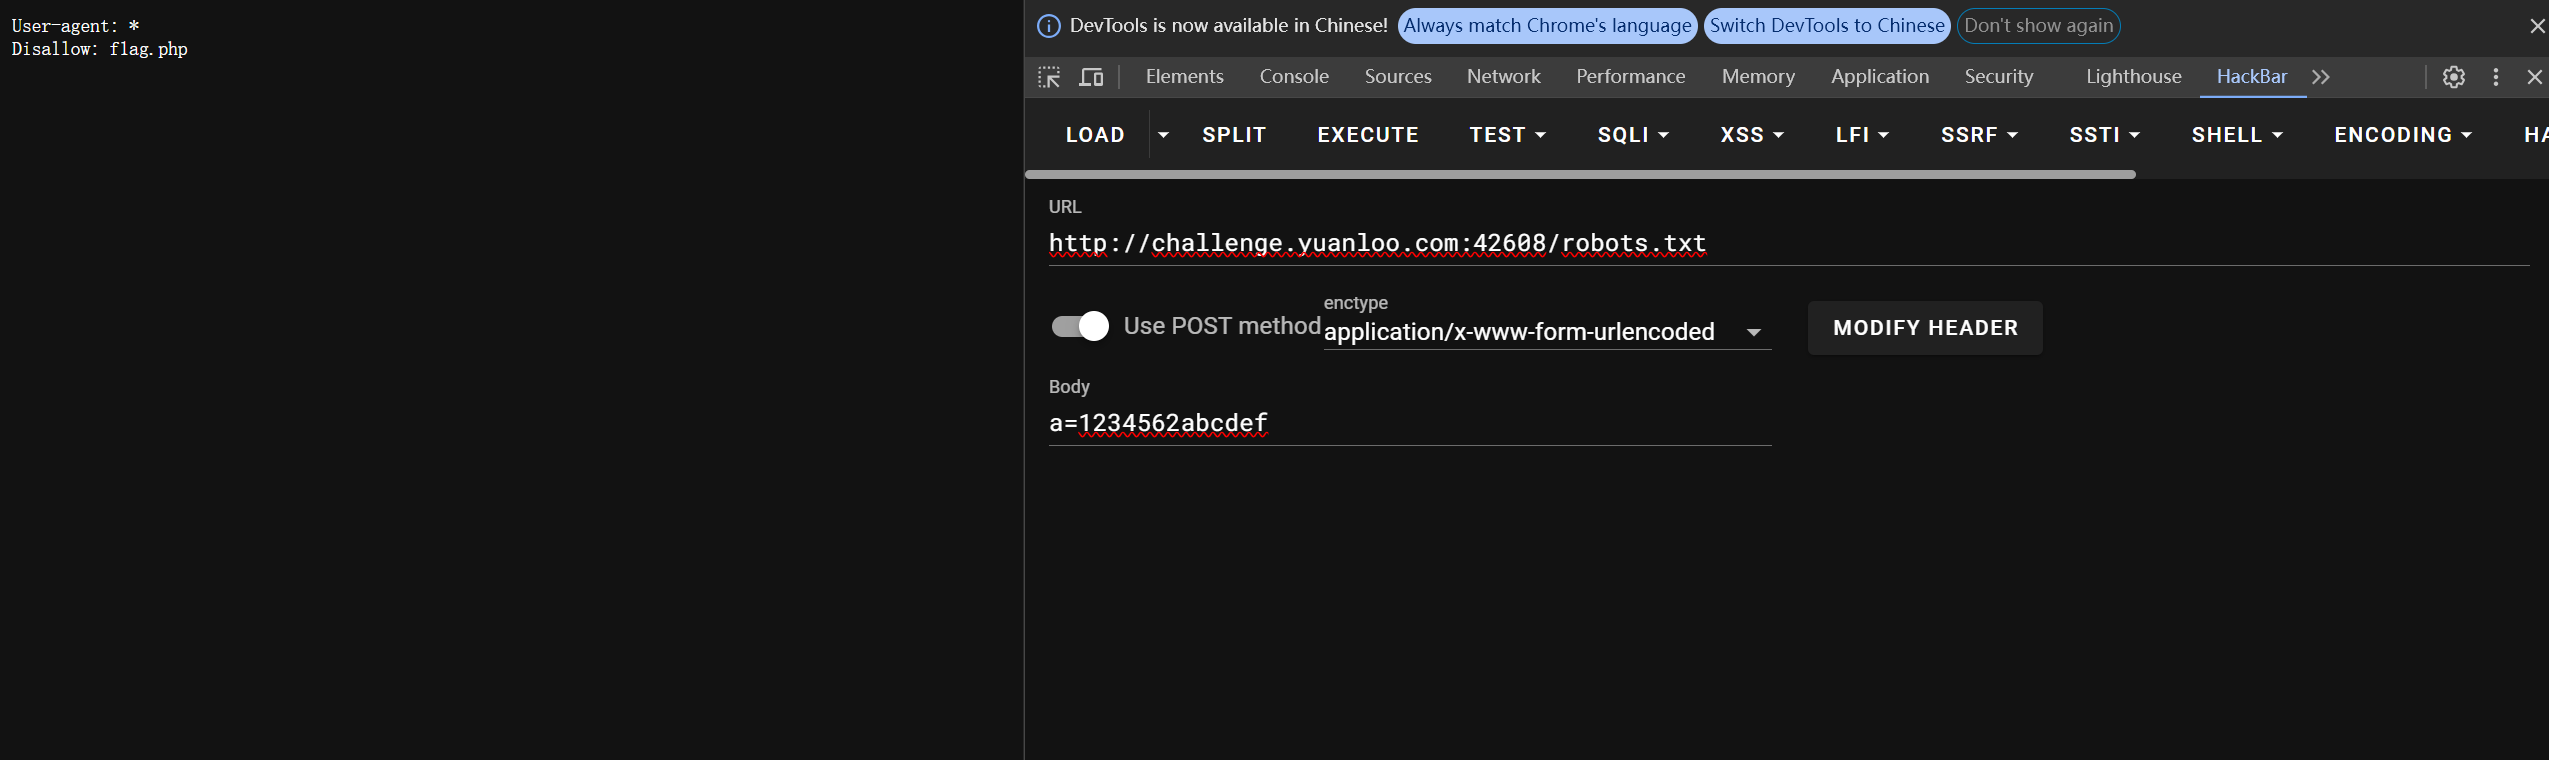 User-agent: *
Disallow: flag.php
DevTools is now available in Chinese! Always match Chrome's language Switch DevTools to Chinese Don't show again
Elements Console Sources Network Performance Memory Application Security Lighthouse HackBar
LOAD SPLIT EXECUTE TEST SQLI XSS LFI SSRF SSTI SHELL ENCODING HA
URL
http://challenge.yuanloo.com:42608/robots.txt
enctype
Use POST method application/x-www-form-urlencoded MODIFY HEADER
Body
a=1234562abcdef